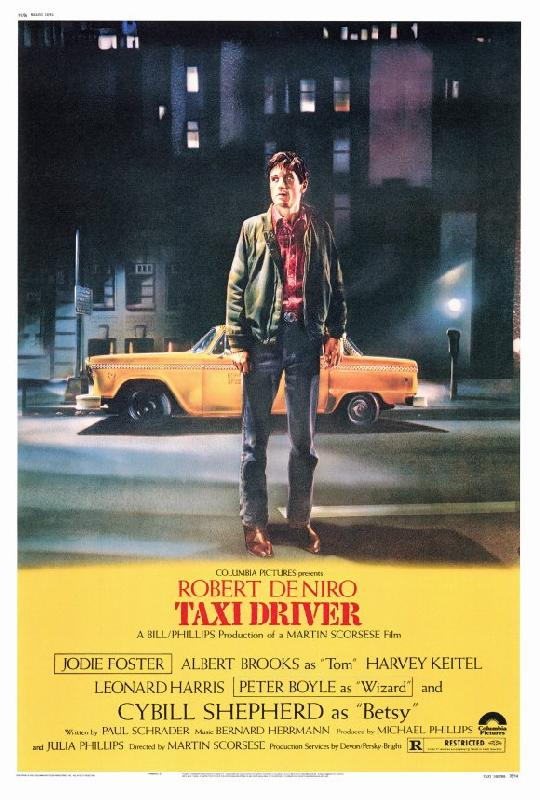 COLUMBIA PICTURES presents
ROBERT DE NIRO
TAXI DRIVER
A BILL/PHILLIPS Production of a MARTIN SCORSESE Film
JODIE FOSTER ALBERT BROOKS as "Tom" HARVEY KEITEL
LEONARD HARRIS PETER BOYLE as "Wizard" and
CYBILL SHEPHERD as "Betsy"
Written by PAUL SCHRADER Music BERNARD HERRMANN Produced by MICHAEL PHILLIPS
and JULIA PHILLIPS Directed by MARTIN SCORSESE Production Services by Devon/Persky-Bright
Columbia
Pictures
R RESTRICTED